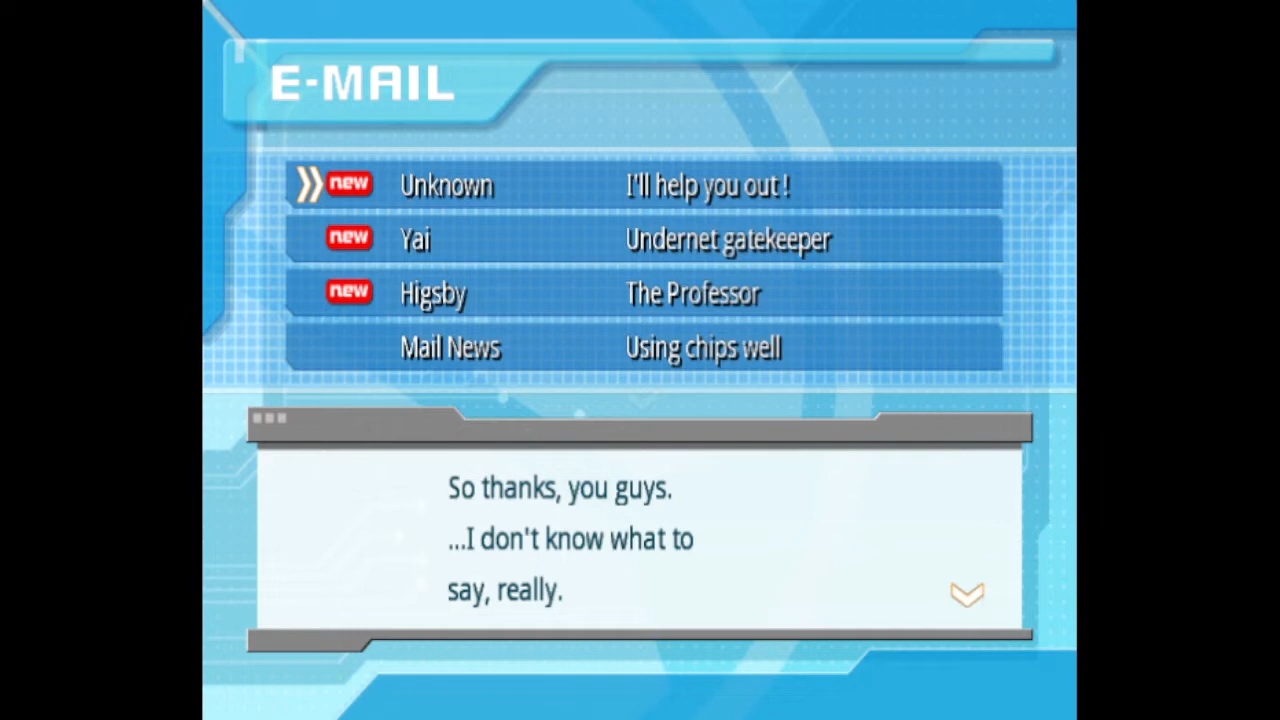 E-MAIL
new Unknown I'll help you out !
new Yai Undernet gatekeeper
new Higsby The Professor
Mail News Using chips well
So thanks, you guys.
...I don't know what to
say, really.